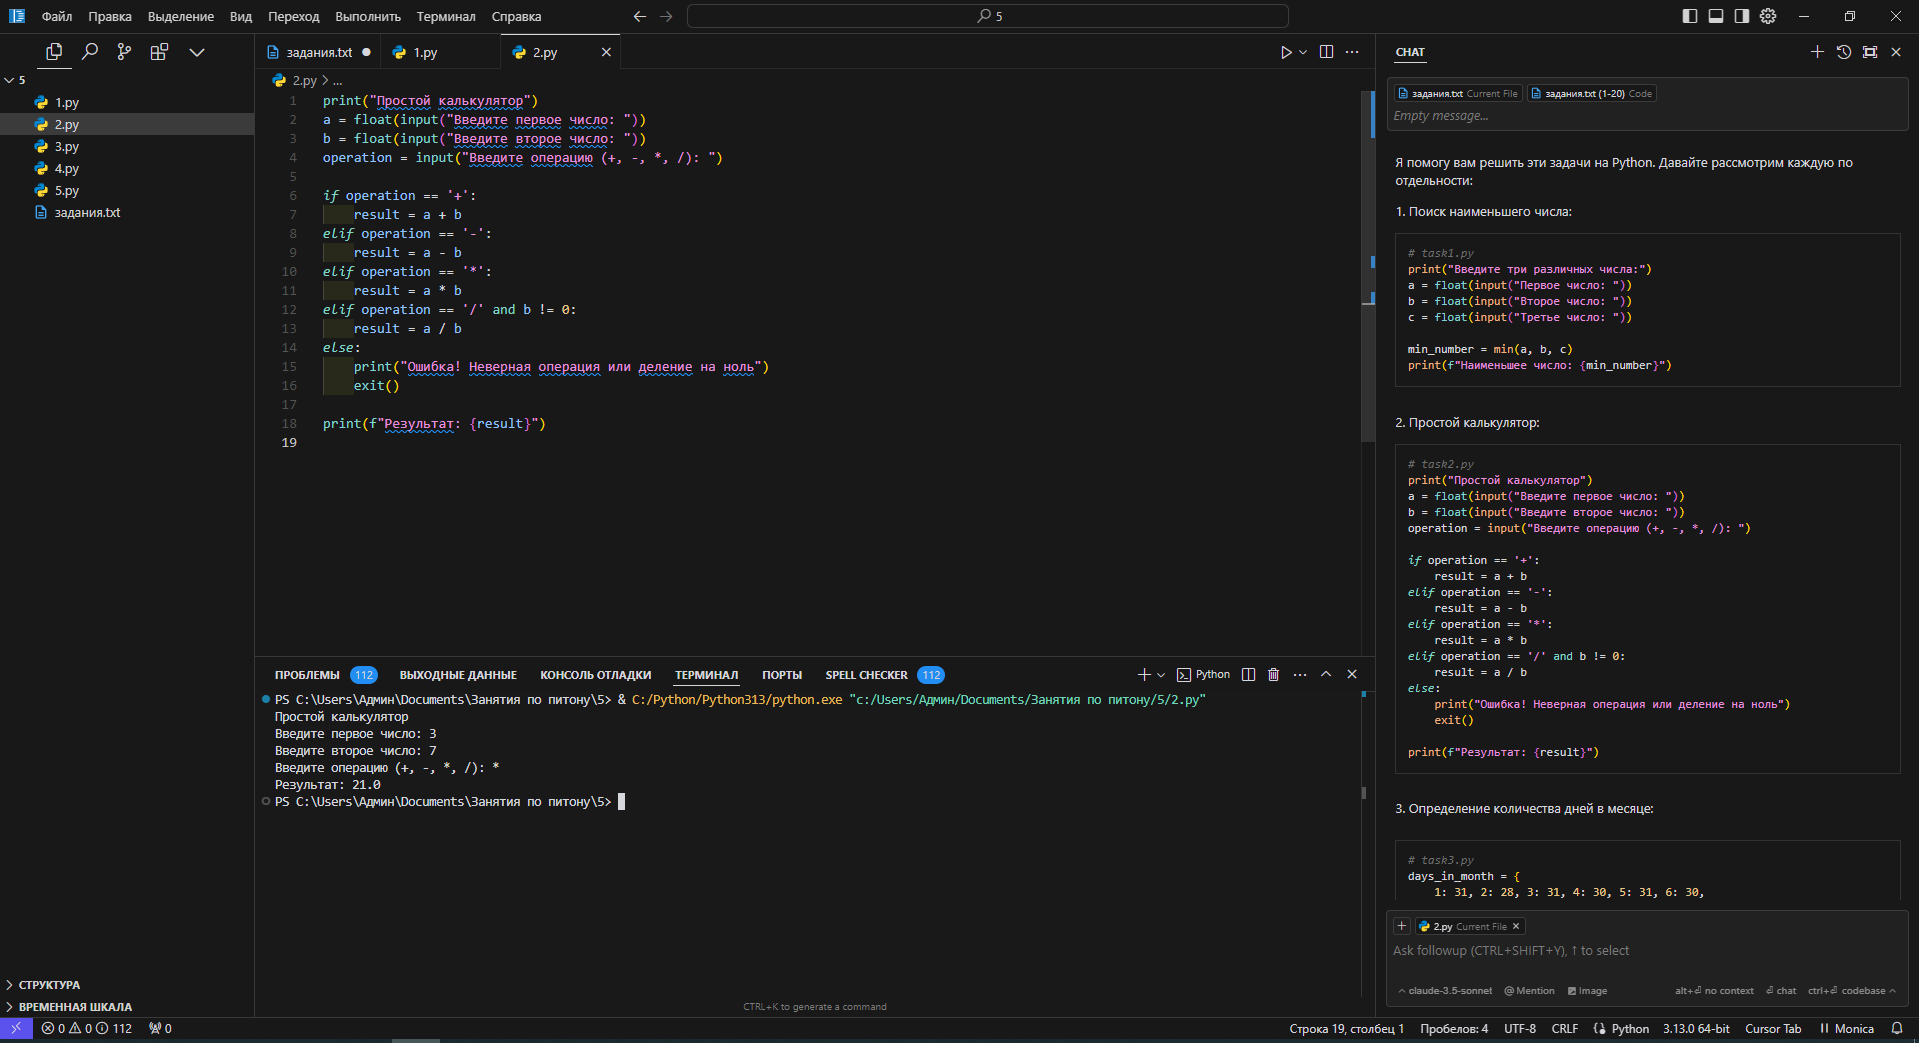 Файл Правка Выделение Вид Переход Выполнить Терминал Справка
5
5
1.py
2.py
3.py
4.py
5.py
задания.txt
СТРУКТУРА
ВРЕМЕННАЯ ШКАЛА
задания.txt 1.py 2.py
2.py > ...
1 print("Простой калькулятор")
2 a = float(input("Введите первое число: "))
3 b = float(input("Введите второе число: "))
4 operation = input("Введите операцию (+, -, *, /): ")
5
6 if operation == '+':
7     result = a + b
8 elif operation == '-':
9     result = a - b
10 elif operation == '*':
11     result = a * b
12 elif operation == '/' and b != 0:
13     result = a / b
14 else:
15     print("Ошибка! Неверная операция или деление на ноль")
16     exit()
17
18 print(f"Результат: {result}")
19
ПРОБЛЕМЫ 112 ВЫХОДНЫЕ ДАННЫЕ КОНСОЛЬ ОТЛАДКИ ТЕРМИНАЛ ПОРТЫ SPELL CHECKER 112 Python
PS C:\Users\Админ\Documents\Занятия по питону\5> & C:/Python/Python313/python.exe "c:/Users/Админ/Documents/Занятия по питону/5/2.py"
Простой калькулятор
Введите первое число: 3
Введите второе число: 7
Введите операцию (+, -, *, /): *
Результат: 21.0
PS C:\Users\Админ\Documents\Занятия по питону\5>
CTRL+K to generate a command
CHAT
задания.txt Current File задания.txt (1-20) Code
Empty message...
Я помогу вам решить эти задачи на Python. Давайте рассмотрим каждую по
отдельности:
1. Поиск наименьшего числа:
# task1.py
print("Введите три различных числа:")
a = float(input("Первое число: "))
b = float(input("Второе число: "))
c = float(input("Третье число: "))
min_number = min(a, b, c)
print(f"Наименьшее число: {min_number}")
2. Простой калькулятор:
# task2.py
print("Простой калькулятор")
a = float(input("Введите первое число: "))
b = float(input("Введите второе число: "))
operation = input("Введите операцию (+, -, *, /): ")
if operation == '+':
    result = a + b
elif operation == '-':
    result = a - b
elif operation == '*':
    result = a * b
elif operation == '/' and b != 0:
    result = a / b
else:
    print("Ошибка! Неверная операция или деление на ноль")
    exit()
print(f"Результат: {result}")
3. Определение количества дней в месяце:
# task3.py
days_in_month = {
    1: 31, 2: 28, 3: 31, 4: 30, 5: 31, 6: 30,
2.py Current File
Ask followup (CTRL+SHIFT+Y), ↑ to select
claude-3.5-sonnet @ Mention Image alt+⏎ no context ⏎ chat ctrl+⏎ codebase
0 0 112 0 Строка 19, столбец 1 Пробелов: 4 UTF-8 CRLF Python 3.13.0 64-bit Cursor Tab Monica